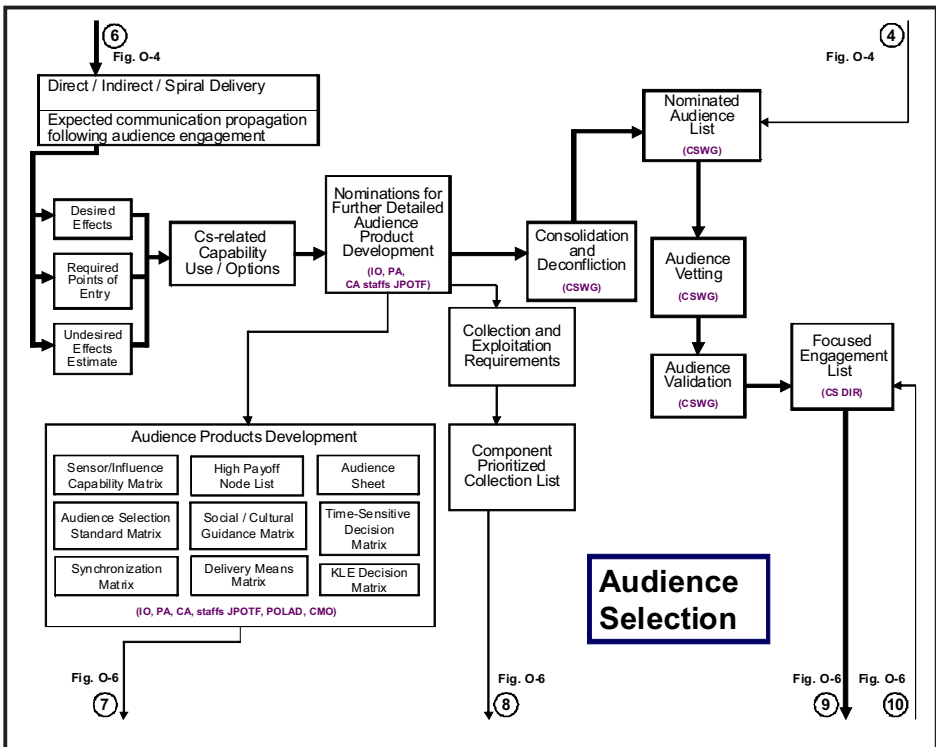 6
Fig. O-4
4
Fig. O-4
Direct / Indirect / Spiral Delivery
Expected communication propagation
following audience engagement
Nominated
Audience
List
(CSWG)
Desired
Effects
Required
Points of
Entry
Undesired
Effects
Estimate
Cs-related
Capability
Use / Options
Nominations for
Further Detailed
Audience
Product
Development
(IO, PA,
CA staffs JPOTF)
Consolidation
and
Deconfliction
(CSWG)
Audience
Vetting
(CSWG)
Collection and
Exploitation
Requirements
Audience
Validation
(CSWG)
Focused
Engagement
List
(CS DIR)
Audience Products Development
Sensor/Influence
Capability Matrix
High Payoff
Node List
Audience
Sheet
Audience Selection
Standard Matrix
Social / Cultural
Guidance Matrix
Time-Sensitive
Decision
Matrix
Synchronization
Matrix
Delivery Means
Matrix
KLE Decision
Matrix
(IO, PA, CA, staffs JPOTF, POLAD, CMO)
Component
Prioritized
Collection List
Audience
Selection
Fig. O-6
7
Fig. O-6
8
Fig. O-6
9
Fig. O-6
10